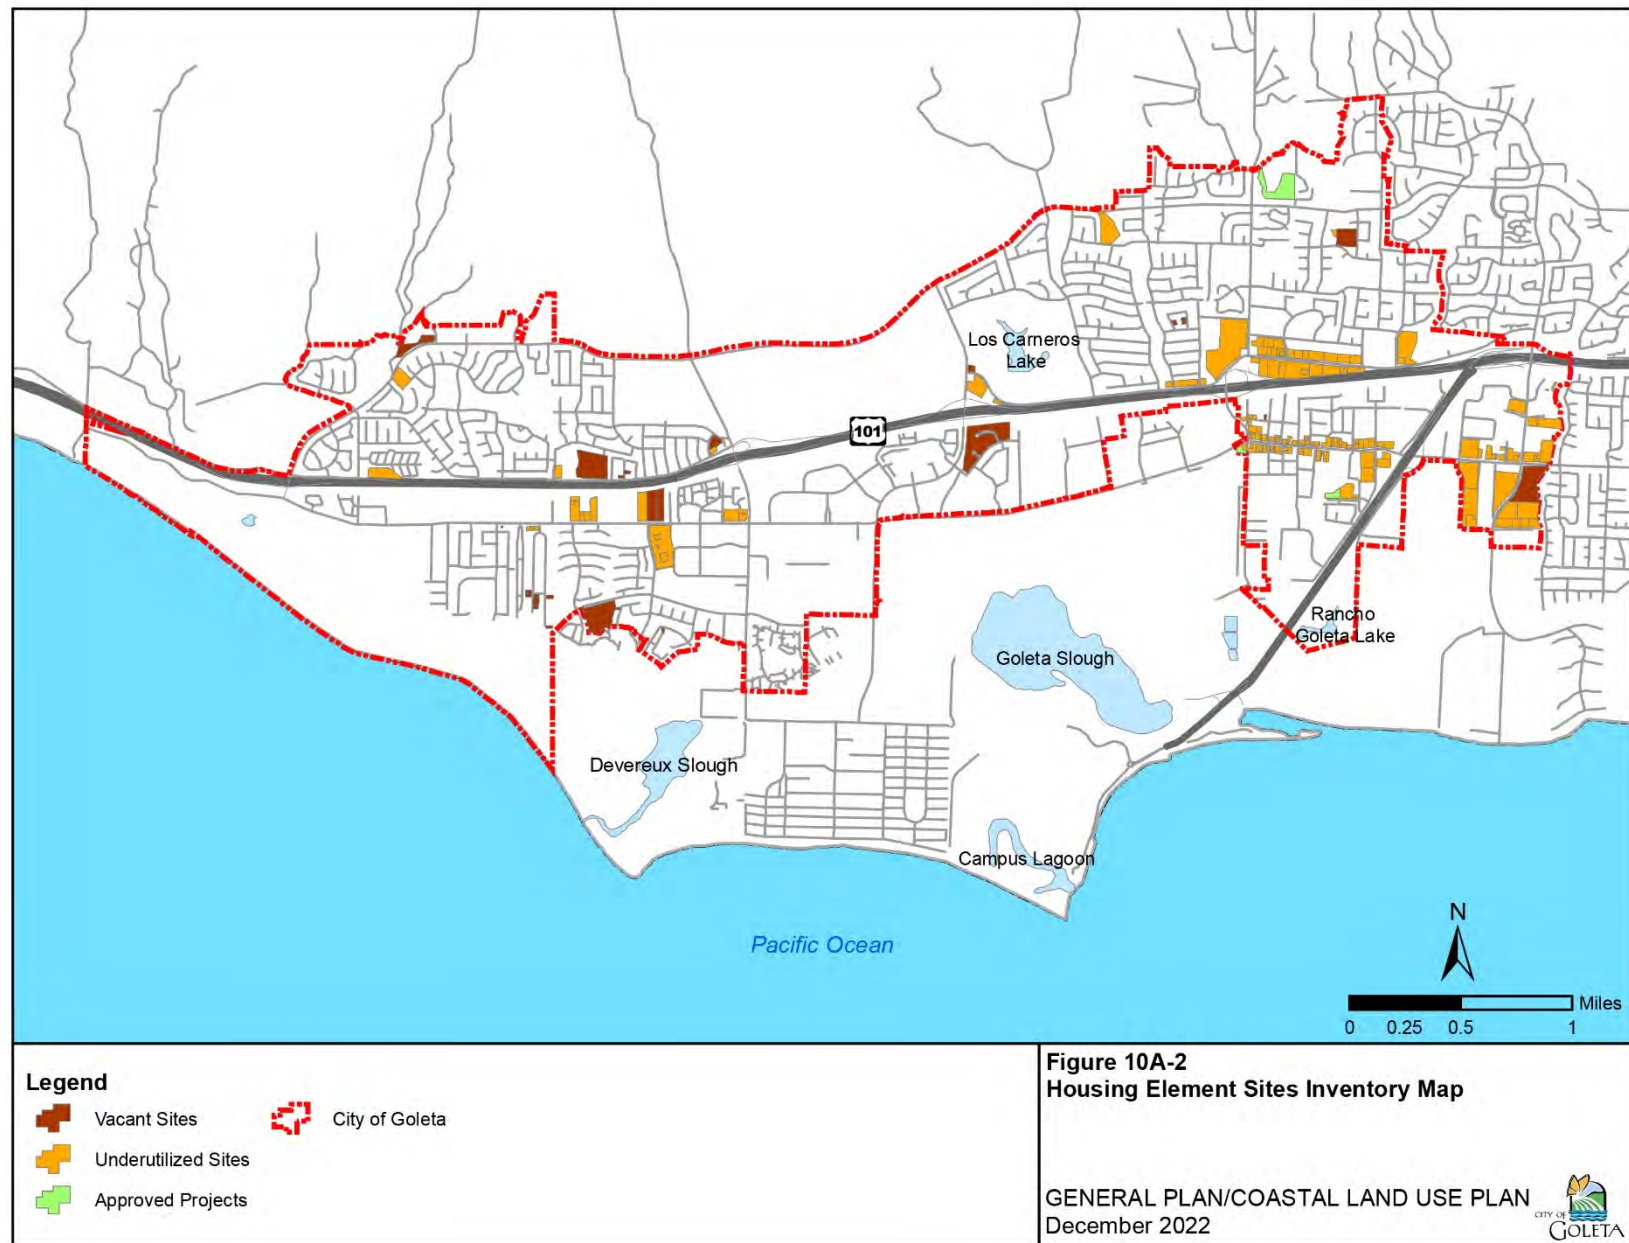 Los Carneros
Lake
101
Rancho
Goleta Lake
Goleta Slough
Devereux Slough
Campus Lagoon
Pacific Ocean
N
Miles
0 0.25 0.5 1
Legend
Vacant Sites
City of Goleta
Underutilized Sites
Approved Projects
Figure 10A-2
Housing Element Sites Inventory Map
GENERAL PLAN/COASTAL LAND USE PLAN
December 2022
CITY OF
GOLETA